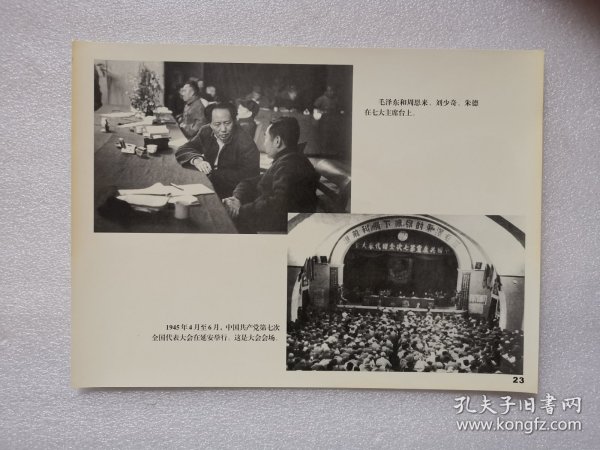 毛泽东和周恩来、刘少奇、朱德
在七大主席台上。
1945年4月至6月，中国共产党第七次
全国代表大会在延安举行。这是大会会场。
23
孔夫子旧书网
www.kongfz.com